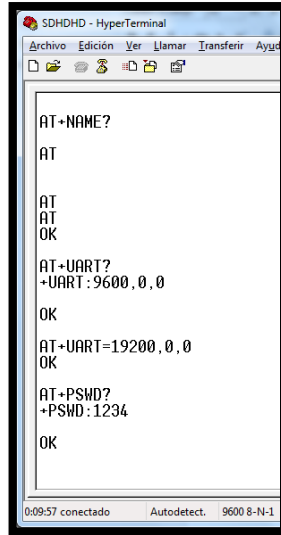 SDHDHD - HyperTerminal
Archivo Edición Ver Llamar Transferir
AT+NAME?
AT
AT
AT
OK
AT+UART?
+UART:9600,0,0
OK
AT+UART=19200,0,0
OK
AT+PSWD?
+PSWD:1234
OK
0:09:57 conectado Autodetect. 9600 8-N-1